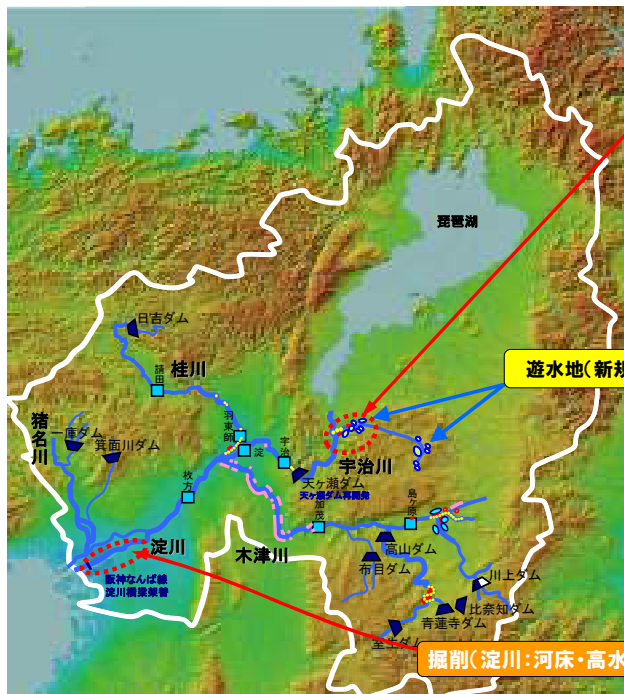 琵琶湖
日吉ダム
請田
桂川
遊水地(新規
猪名川
一庫ダム
箕面川ダム
羽束師
淀
宇治
宇治川
天ヶ瀬ダム
天ヶ瀬ダム再開発
枚方
加茂
島ヶ原
淀川
木津川
高山ダム
布目ダム
阪神なんば線
淀川橋梁架替
川上ダム
比奈知ダム
青蓮寺ダム
室生ダム
掘削(淀川:河床・高水